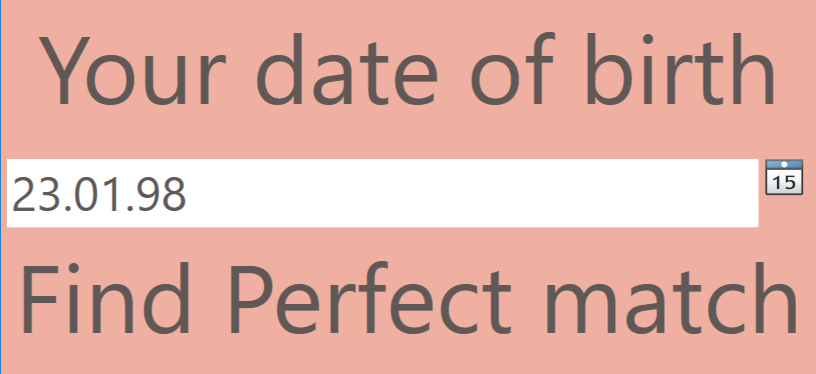 Your date of birth
23.01.98
15
Find Perfect match